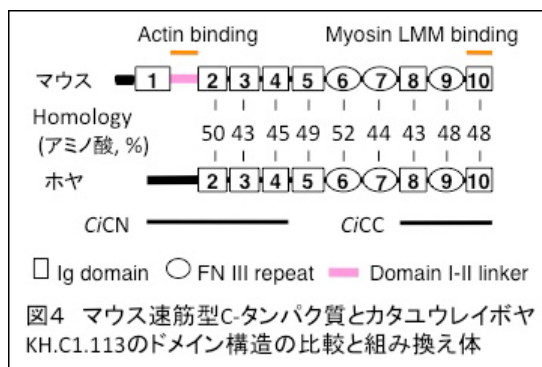 Actin binding Myosin LMM binding
マウス 1 2 3 4 5 6 7 8 9 10
Homology
(アミノ酸, %) 50 43 45 49 52 44 43 48 48
ホヤ 2 3 4 5 6 7 8 9 10
CiCN CiCC
Ig domain FN III repeat Domain I-II linker
図4 マウス速筋型C-タンパク質とカタユウレイボヤ
KH.C1.113のドメイン構造の比較と組み換え体